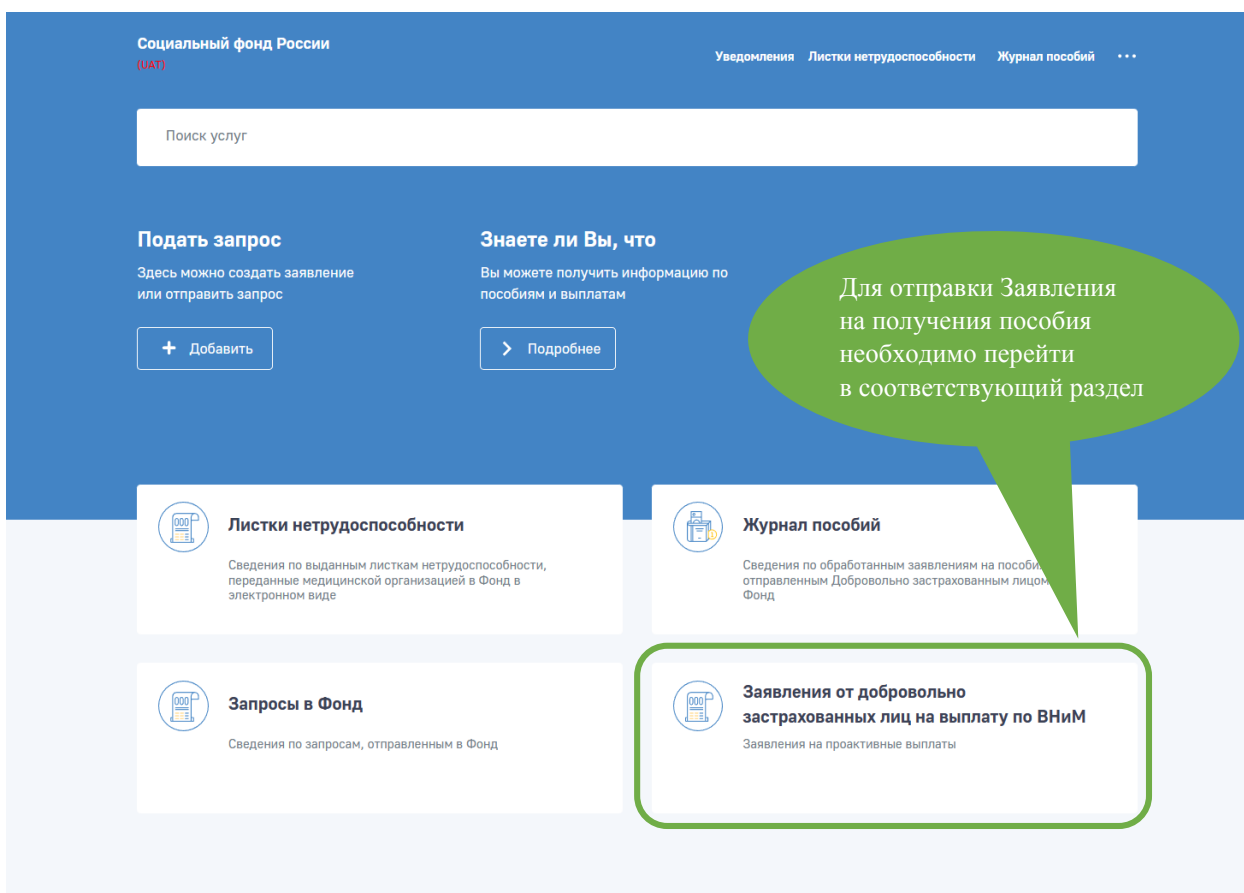 Социальный фонд России
(UAT)
Уведомления Листки нетрудоспособности Журнал пособий ...
Поиск услуг
Подать запрос
Здесь можно создать заявление
или отправить запрос
+ Добавить
Знаете ли Вы, что
Вы можете получить информацию по
пособиям и выплатам
Подробнее
Для отправки Заявления
на получения пособия
необходимо перейти
в соответствующий раздел
Листки нетрудоспособности
Сведения по выданным листкам нетрудоспособности,
переданные медицинской организацией в Фонд в
электронном виде
Журнал пособий
Сведения по обработанным заявлениям на
отправленным Добровольно застрахованным лицом
Фонд
Запросы в Фонд
Сведения по запросам, отправленным в Фонд
Заявления от добровольно
застрахованных лиц на выплату по ВНиМ
Заявления на проактивные выплаты